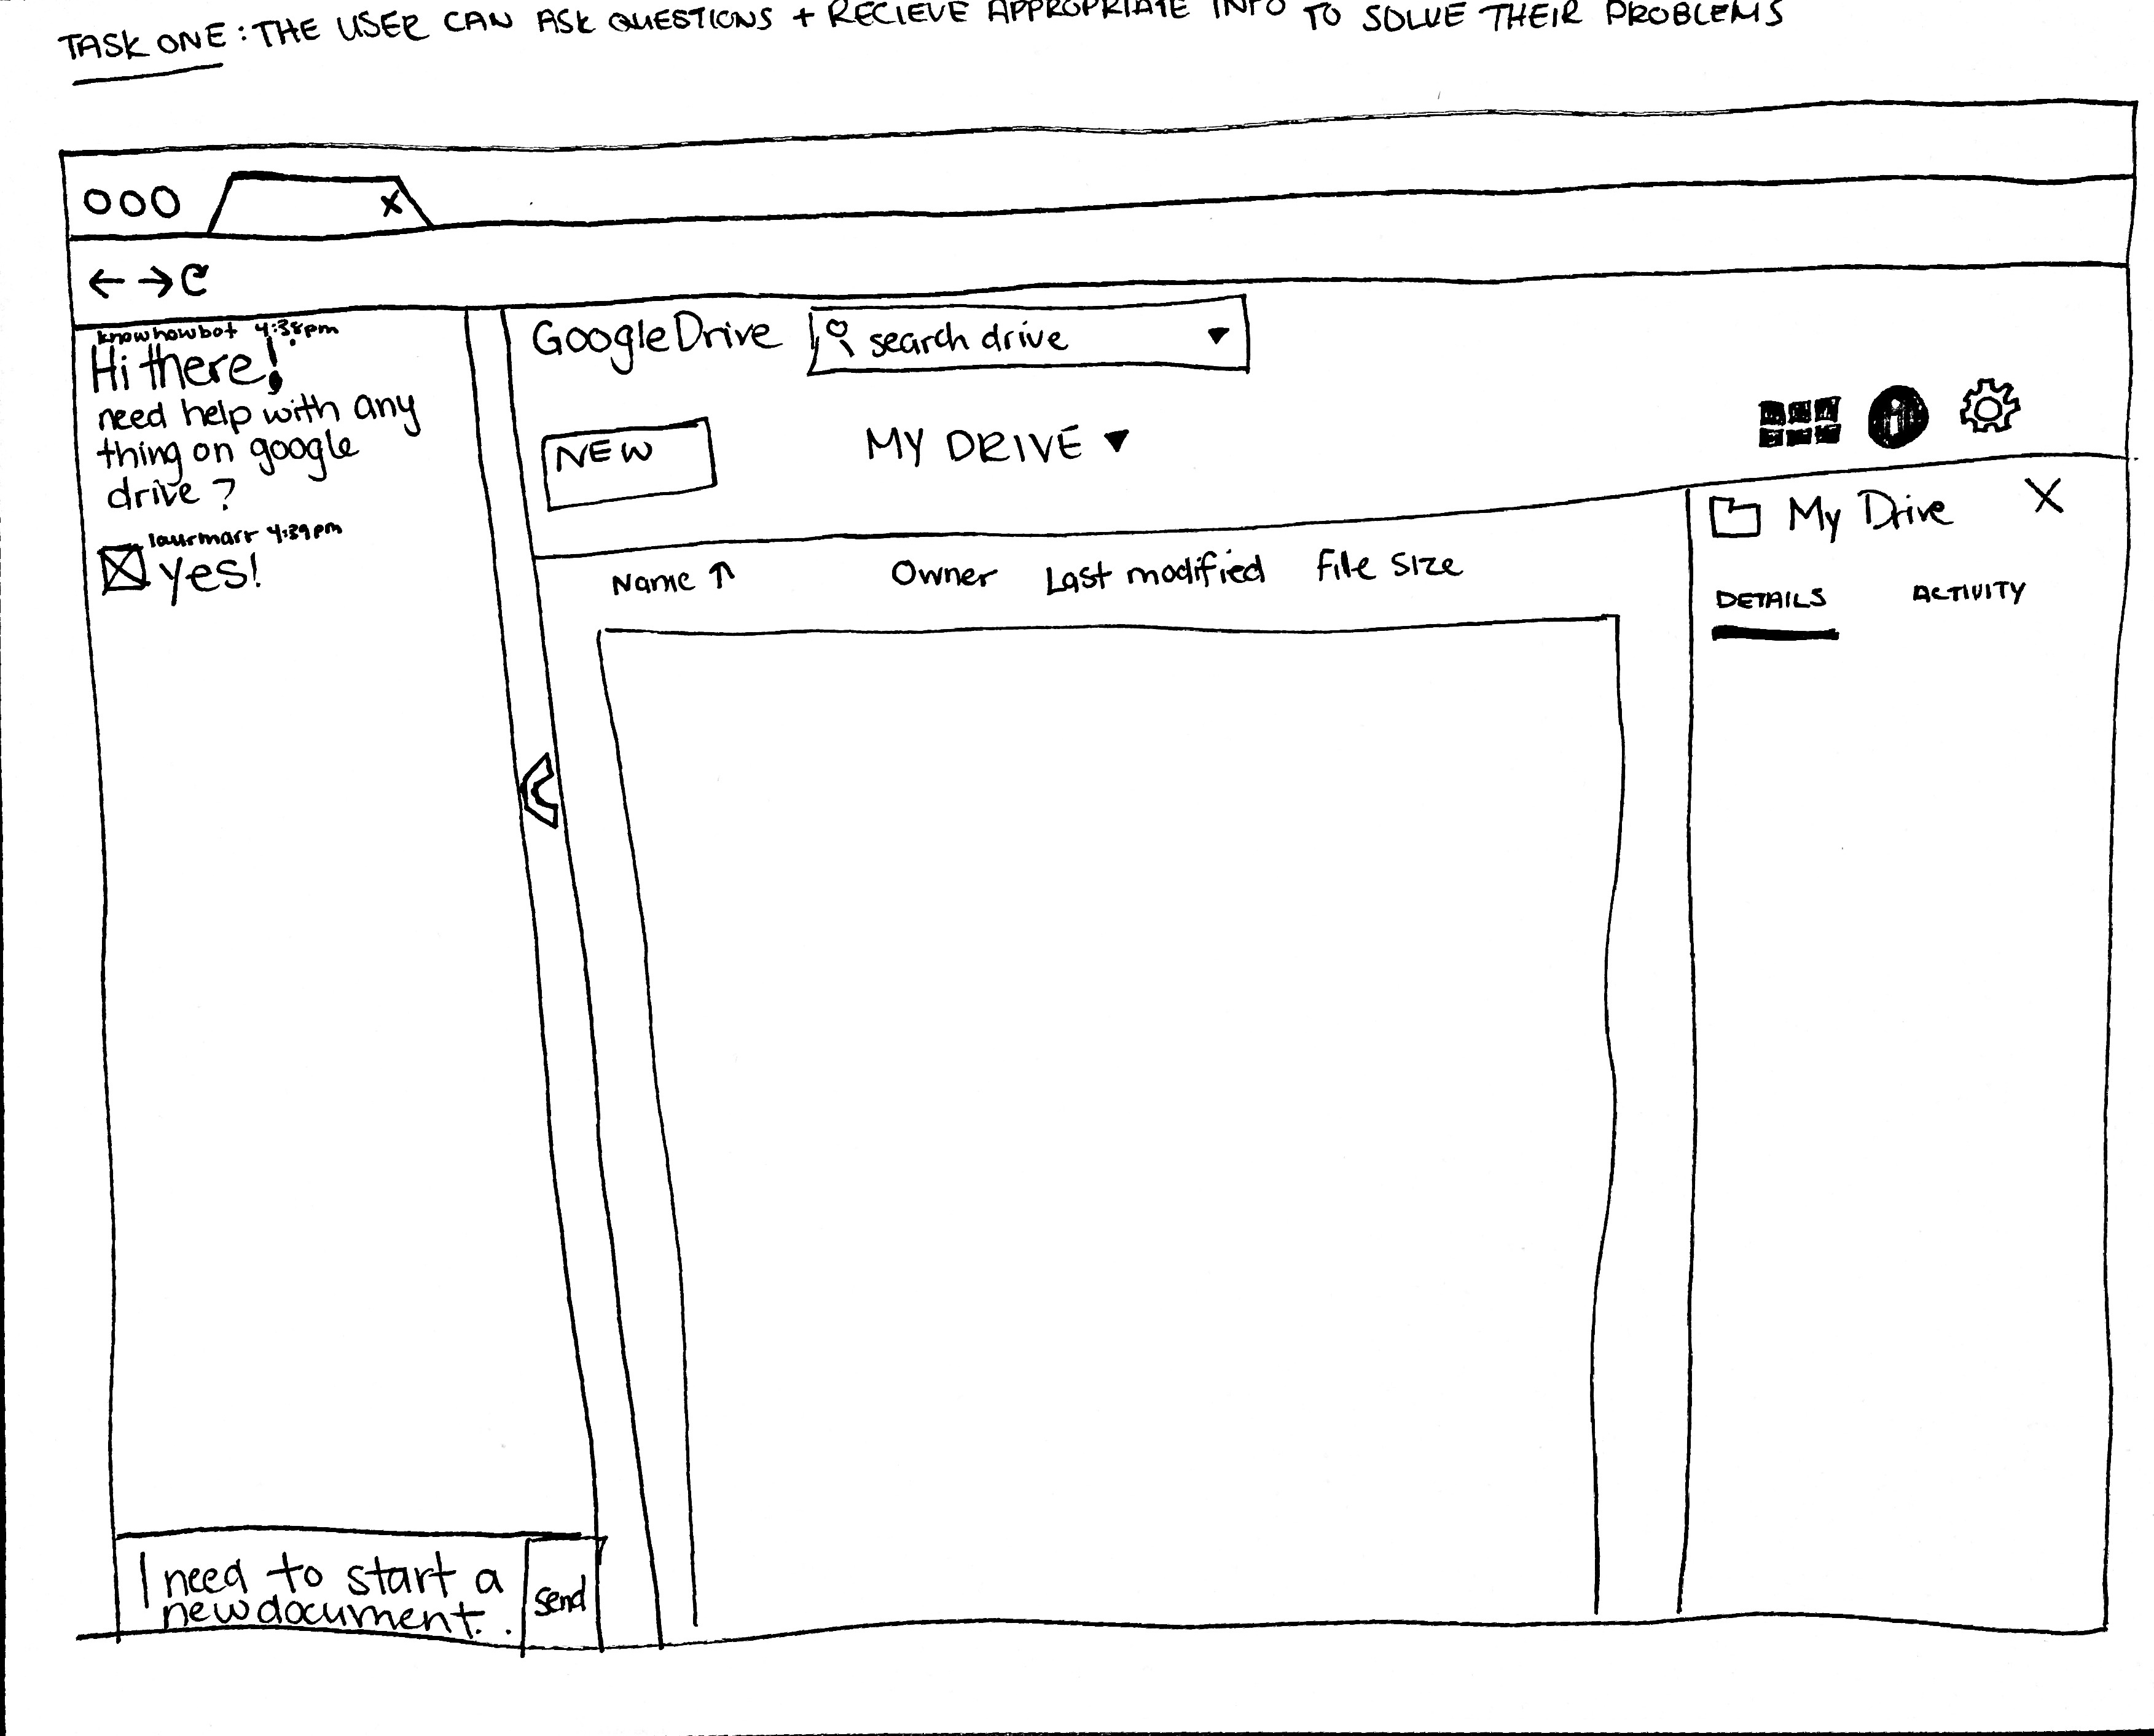 TASK ONE: THE USER CAN ASK QUESTIONS + RECIEVE APPROPRIATE INFO TO SOLVE THEIR PROBLEMS
X
knowhowbot 4:38pm
Hi there!
need help with any
thing on google
drive?
laurmarr 4:39pm
yes!
I need to start a
new document..
send
Google Drive
search drive
NEW
MY DRIVE
i
Name ↑
Owner
Last modified
File size
My Drive
X
DETAILS
ACTIVITY